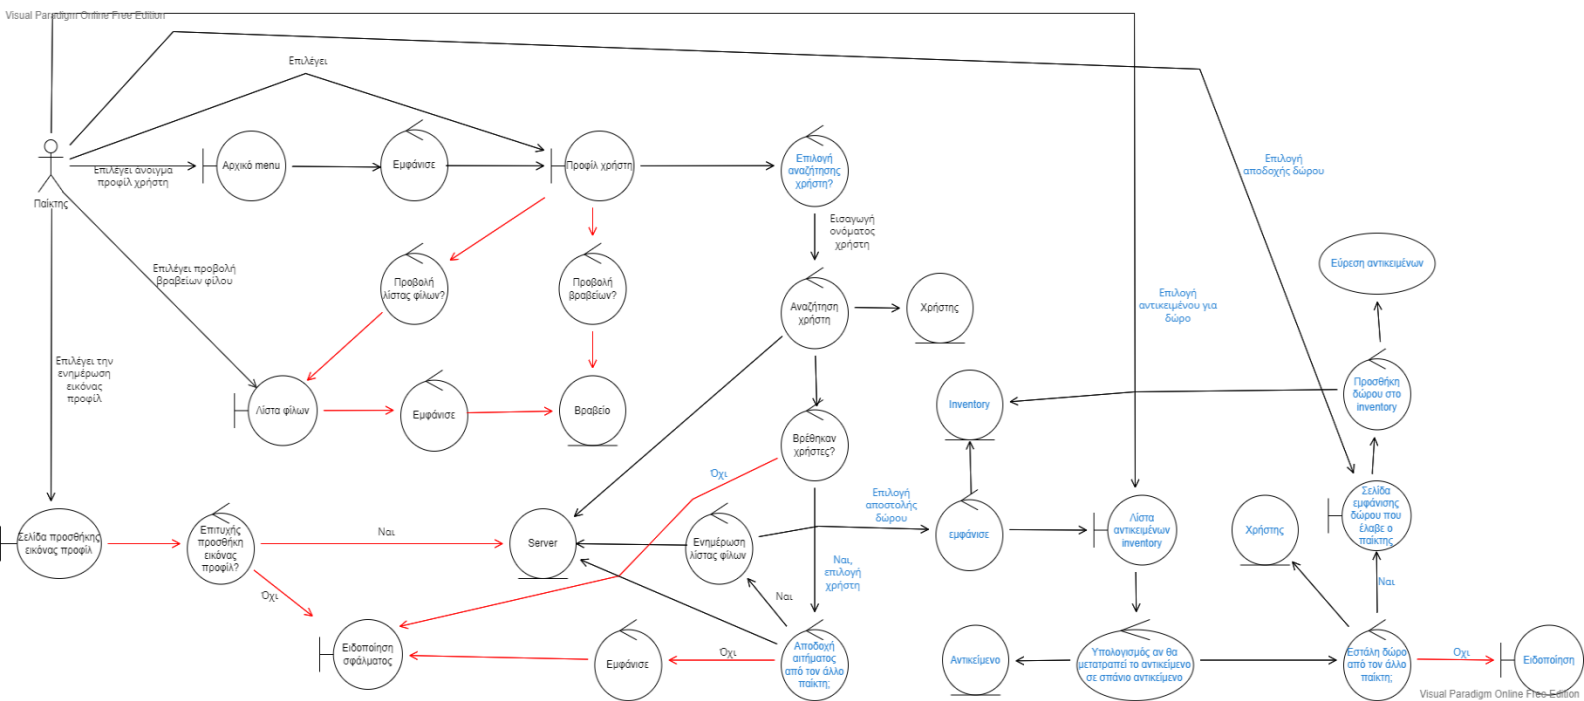 Visual Paradigm Online Free Edition
Επιλέγει
Επιλέγει άνοιγμα
προφίλ χρήστη
Αρχικό menu
Εμφάνισε
Προφίλ χρήστη
Επιλογή
αναζήτησης
χρήστη?
Επιλογή
αποδοχής δώρου
Παίκτης
Εισαγωγή
ονόματος
χρήστη
Επιλέγει προβολή
βραβείων φίλου
Προβολή
λίστας φίλων?
Προβολή
βραβείων?
Αναζήτηση
χρήστη
Χρήστης
Επιλογή
αντικειμένου για
δώρο
Εύρεση αντικειμένων
Επιλέγει την
ενημέρωση
εικόνας
προφίλ
Λίστα φίλων
Εμφάνισε
Βραβείο
Βρέθηκαν
χρήστες?
Inventory
Προσθήκη
δώρου στο
inventory
Όχι
Επιλογή
αποστολής
δώρου
Σελίδα προσθήκης
εικόνας προφίλ
Επιτυχής
προσθήκη
εικόνας
προφίλ?
Ναι
Server
Ενημέρωση
λίστας φίλων
εμφάνισε
Λίστα
αντικειμένων
inventory
Χρήστης
Σελίδα
εμφάνισης
δώρου που
έλαβε ο
παίκτης
Όχι
Ναι,
επιλογή
χρήστη
Ναι
Ναι
Ειδοποίηση
σφάλματος
Εμφάνισε
Όχι
Αποδοχή
αιτήματος
από τον άλλο
παίκτη;
Αντικείμενο
Υπολογισμός αν θα
μετατραπεί το αντικείμενο
σε σπάνιο αντικείμενο
Εστάλη δώρο
από τον άλλο
παίκτη;
Οχι
Ειδοποίηση
Visual Paradigm Online Free Edition